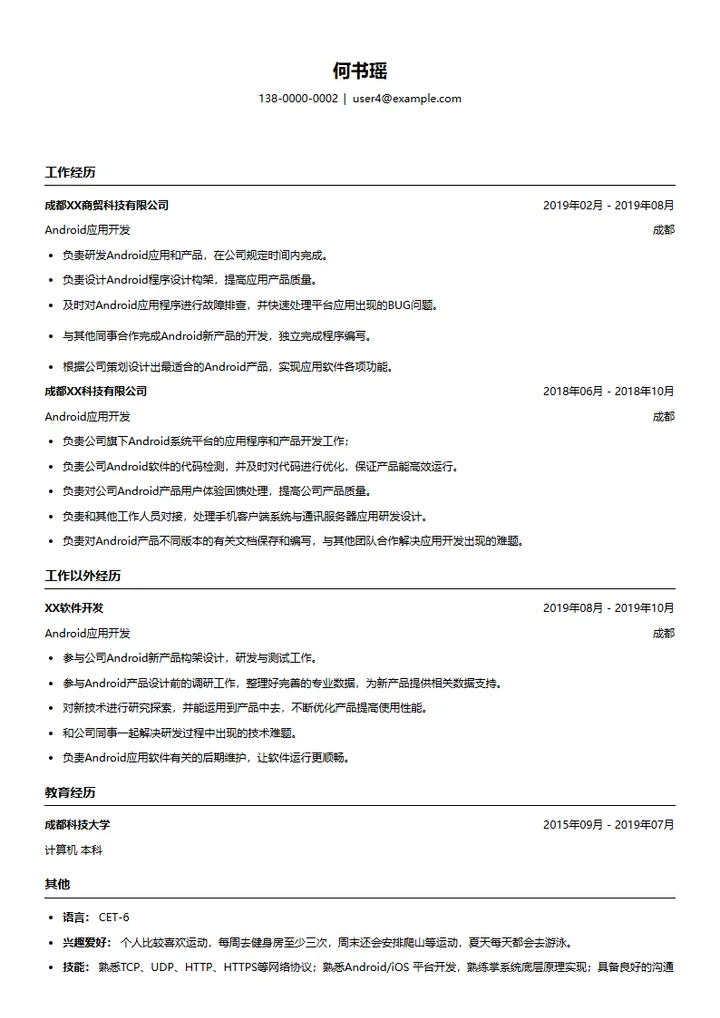 何书瑶
138-0000-0002 | user4@example.com
工作经历
成都XX商贸科技有限公司 2019年02月 - 2019年08月
Android应用开发 成都
• 负责研发Android应用和产品，在公司规定时间内完成。
• 负责设计Android程序设计构架，提高应用产品质量。
• 及时对Android应用程序进行故障排查，并快速处理平台应用出现的BUG问题。
• 与其他同事合作完成Android新产品的开发，独立完成程序编写。
• 根据公司策划设计出最适合的Android产品，实现应用软件各项功能。
成都XX科技有限公司 2018年06月 - 2018年10月
Android应用开发 成都
• 负责公司旗下Android系统平台的应用程序和产品开发工作；
• 负责公司Android软件的代码检测，并及时对代码进行优化，保证产品能高效运行。
• 负责对公司Android产品用户体验回馈处理，提高公司产品质量。
• 负责和其他工作人员对接，处理手机客户端系统与通讯服务器应用研发设计。
• 负责对Android产品不同版本的有关文档保存和编写，与其他团队合作解决应用开发出现的难题。
工作以外经历
XX软件开发 2019年08月 - 2019年10月
Android应用开发 成都
• 参与公司Android新产品构架设计，研发与测试工作。
• 参与Android产品设计前的调研工作，整理好完善的专业数据，为新产品提供相关数据支持。
• 对新技术进行研究探索，并能运用到产品中去，不断优化产品提高使用性能。
• 和公司同事一起解决研发过程中出现的技术难题。
• 负责Android应用软件有关的后期维护，让软件运行更顺畅。
教育经历
成都科技大学 2015年09月 - 2019年07月
计算机 本科
其他
• 语言： CET-6
• 兴趣爱好： 个人比较喜欢运动，每周去健身房至少三次，周末还会安排爬山等运动，夏天每天都会去游泳。
• 技能： 熟悉TCP、UDP、HTTP、HTTPS等网络协议；熟悉Android/iOS 平台开发，熟练掌系统底层原理实现；具备良好的沟通